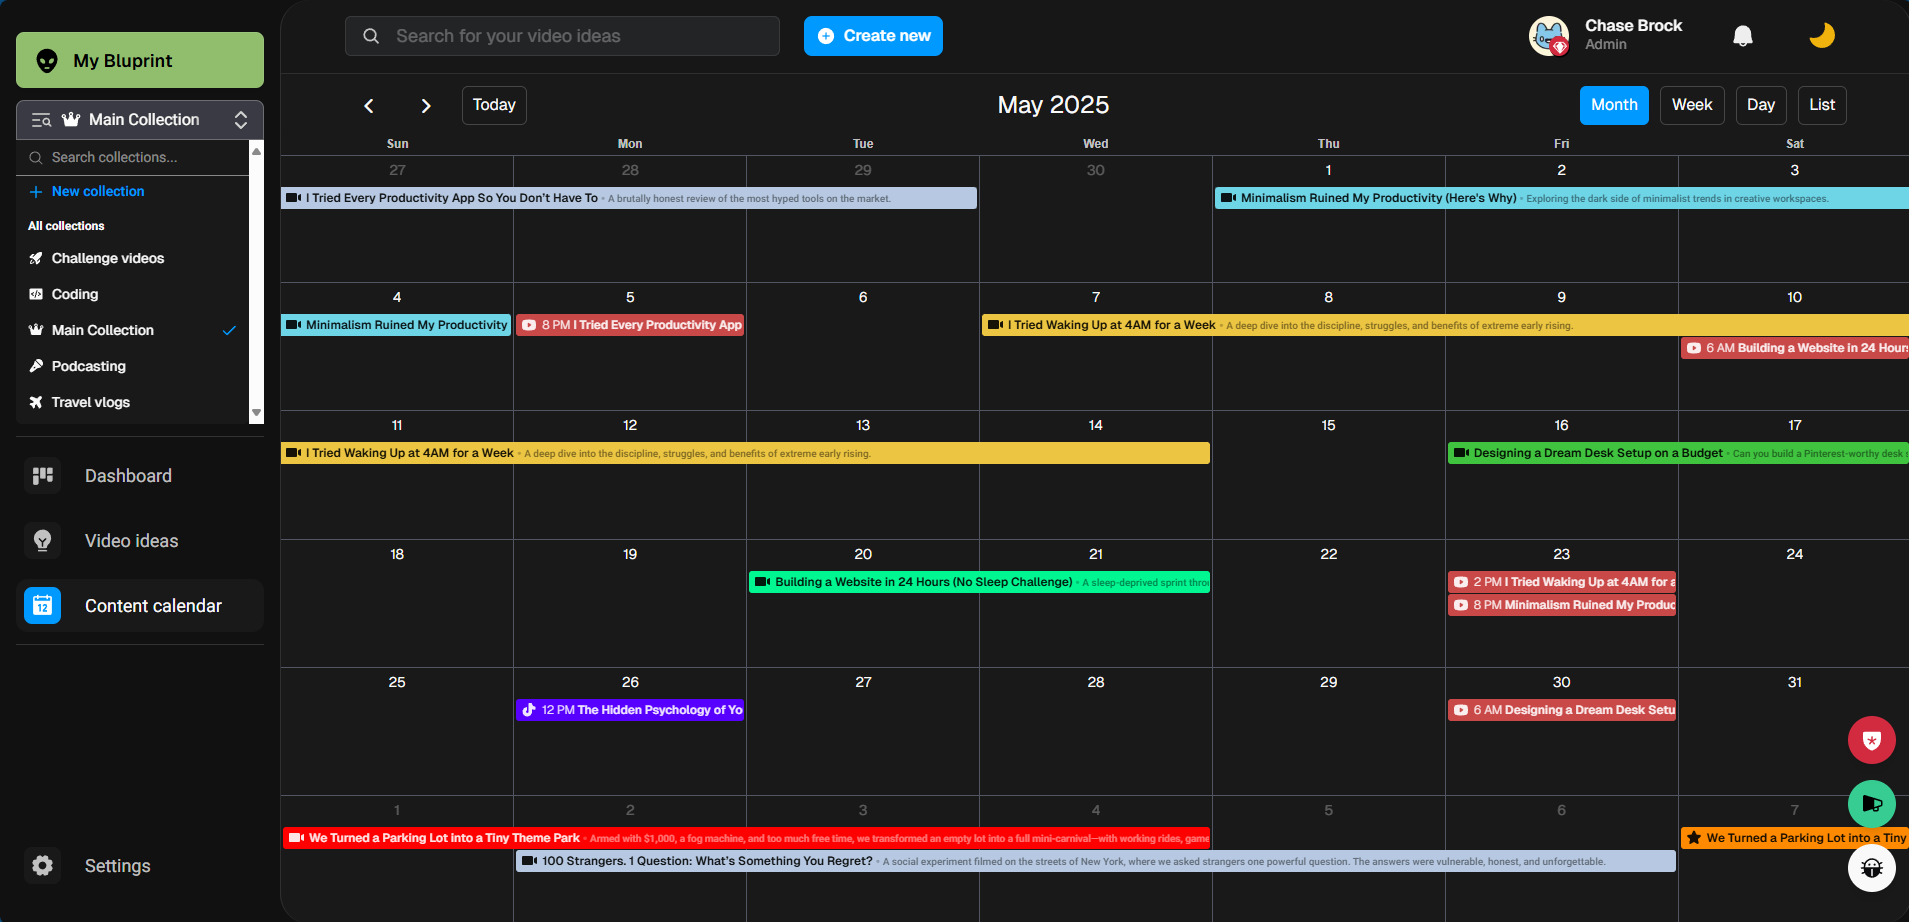 My Bluprint
Search for your video ideas
Create new
Chase Brock
Admin
Main Collection
Search collections...
New collection
All collections
Challenge videos
Coding
Main Collection
Podcasting
Travel vlogs
Dashboard
Video ideas
12
Content calendar
Settings
Today
May 2025
Month Week Day List
Sun Mon Tue Wed Thu Fri Sat
27 28 29 30 1 2 3
I Tried Every Productivity App So You Don't Have To • A brutally honest review of the most hyped tools on the market.
Minimalism Ruined My Productivity (Here's Why) • Exploring the dark side of minimalist trends in creative workspaces.
4 5 6 7 8 9 10
Minimalism Ruined My Productivity
8 PM I Tried Every Productivity App
I Tried Waking Up at 4AM for a Week • A deep dive into the discipline, struggles, and benefits of extreme early rising.
6 AM Building a Website in 24 Hours
11 12 13 14 15 16 17
I Tried Waking Up at 4AM for a Week • A deep dive into the discipline, struggles, and benefits of extreme early rising.
Designing a Dream Desk Setup on a Budget • Can you build a Pinterest-worthy desk s
18 19 20 21 22 23 24
Building a Website in 24 Hours (No Sleep Challenge) • A sleep-deprived sprint throu
2 PM I Tried Waking Up at 4AM for a
8 PM Minimalism Ruined My Produc
25 26 27 28 29 30 31
12 PM The Hidden Psychology of Yo
6 AM Designing a Dream Desk Setu
1 2 3 4 5 6 7
We Turned a Parking Lot into a Tiny Theme Park • Armed with $1,000, a fog machine, and too much free time, we transformed an empty lot into a full mini-carnival—with working rides, game
We Turned a Parking Lot into a Tiny
100 Strangers. 1 Question: What's Something You Regret? • A social experiment filmed on the streets of New York, where we asked strangers one powerful question. The answers were vulnerable, honest, and unforgettable.